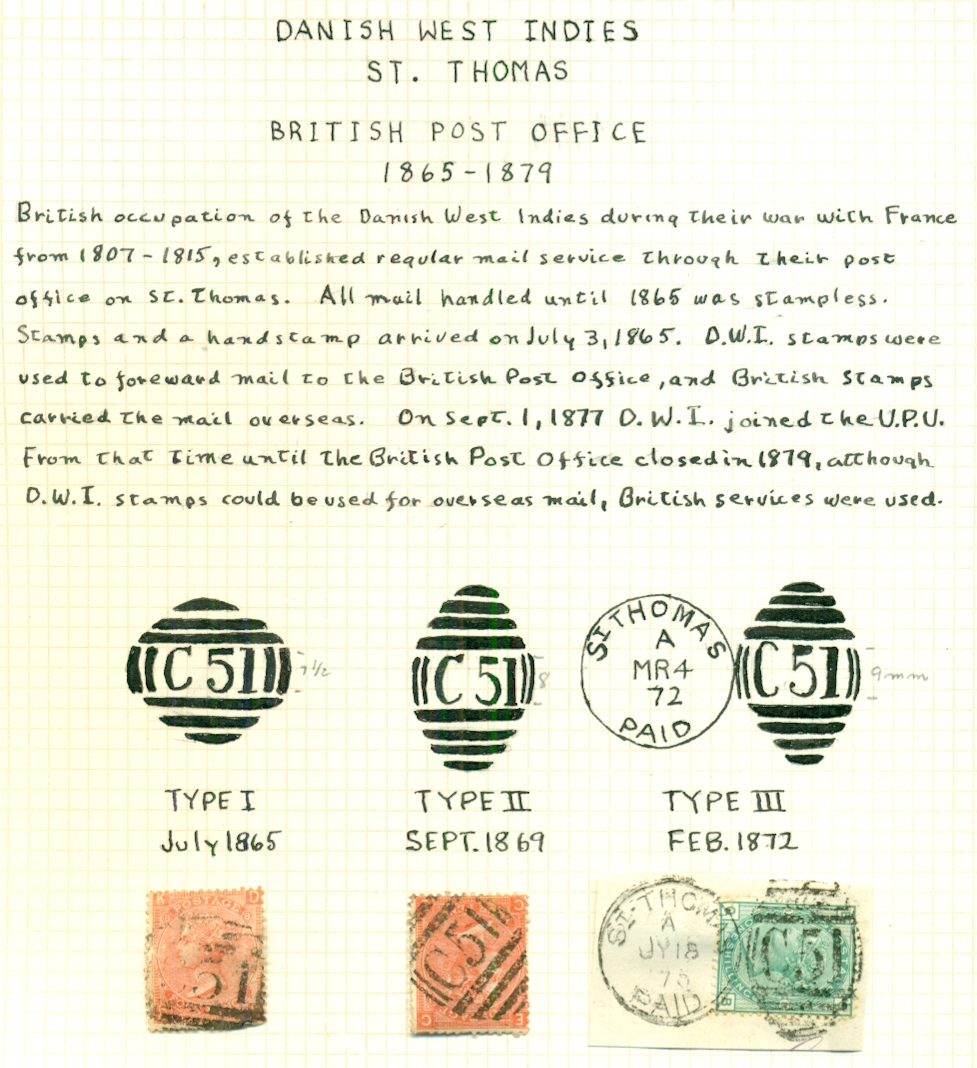 DANISH WEST INDIES
ST. THOMAS
BRITISH POST OFFICE
1865-1879
British occupation of the Danish West Indies during their war with France
from 1807-1815, established regular mail service through their post
office on St. Thomas. All mail handled until 1865 was stampless.
Stamps and a handstamp arrived on July 3, 1865. D.W.I. stamps were
used to foreward mail to the British Post Office, and British Stamps
carried the mail overseas. On Sept. 1, 1877 D.W.I. joined the U.P.U.
From that time until the British Post Office closed in 1879, although
D.W.I. stamps could be used for overseas mail, British services were used.
C 51
7½
C 51
8
ST THOMAS
A
MR 4
72
PAID
C 51
9mm
TYPE I
July 1865
TYPE II
SEPT. 1869
TYPE III
FEB. 1872
K D
POSTAGE
51
C51
E C
ST. THOM
A
JY 18
PAID
C51